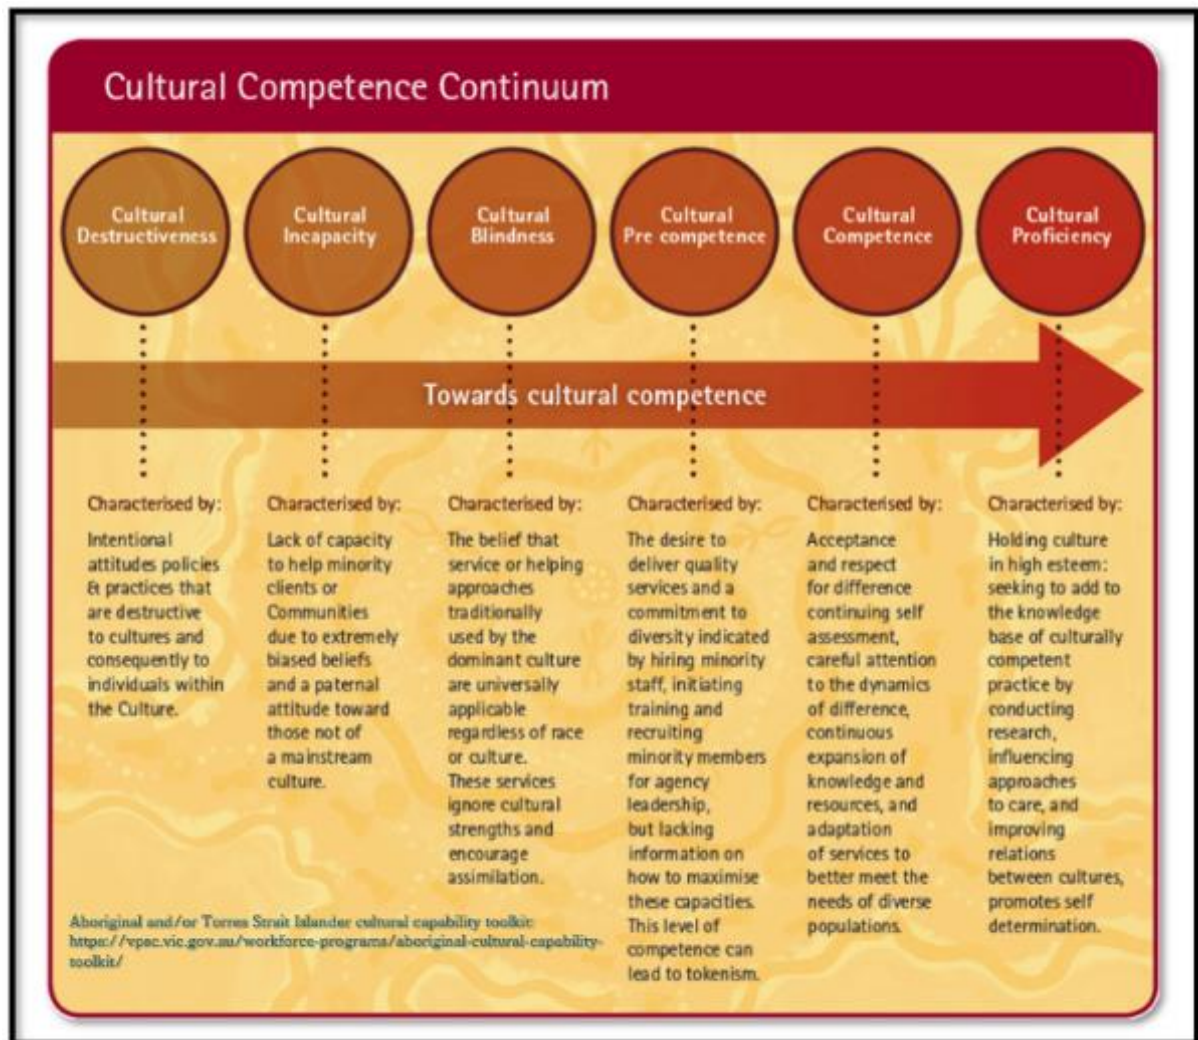 Cultural Competence Continuum
Cultural
Destructiveness
Cultural
Incapacity
Cultural
Blindness
Cultural
Pre competence
Cultural
Competence
Cultural
Proficiency
Towards cultural competence
Characterised by:
Intentional
attitudes policies
& practices that
are destructive
to cultures and
consequently to
individuals within
the Culture.
Characterised by:
Lack of capacity
to help minority
clients or
Communities
due to extremely
biased beliefs
and a paternal
attitude toward
those not of
a mainstream
culture.
Characterised by:
The belief that
service or helping
approaches
traditionally
used by the
dominant culture
are universally
applicable
regardless of race
or culture.
These services
ignore cultural
strengths and
encourage
assimilation.
Characterised by:
The desire to
deliver quality
services and a
commitment to
diversity indicated
by hiring minority
staff, initiating
training and
recruiting
minority members
for agency
leadership,
but lacking
information on
how to maximise
these capacities.
This level of
competence can
lead to tokenism.
Characterised by:
Acceptance
and respect
for difference
continuing self
assessment,
careful attention
to the dynamics
of difference,
continuous
expansion of
knowledge and
resources, and
adaptation
of services to
better meet the
needs of diverse
populations.
Characterised by:
Holding culture
in high esteem:
seeking to add to
the knowledge
base of culturally
competent
practice by
conducting
research,
influencing
approaches
to care, and
improving
relations
between cultures,
promotes self
determination.
Aboriginal and/or Torres Strait Islander cultural capability toolkit:
https://vpsc.vic.gov.au/workforce-programs/aboriginal-cultural-capability-
toolkit/